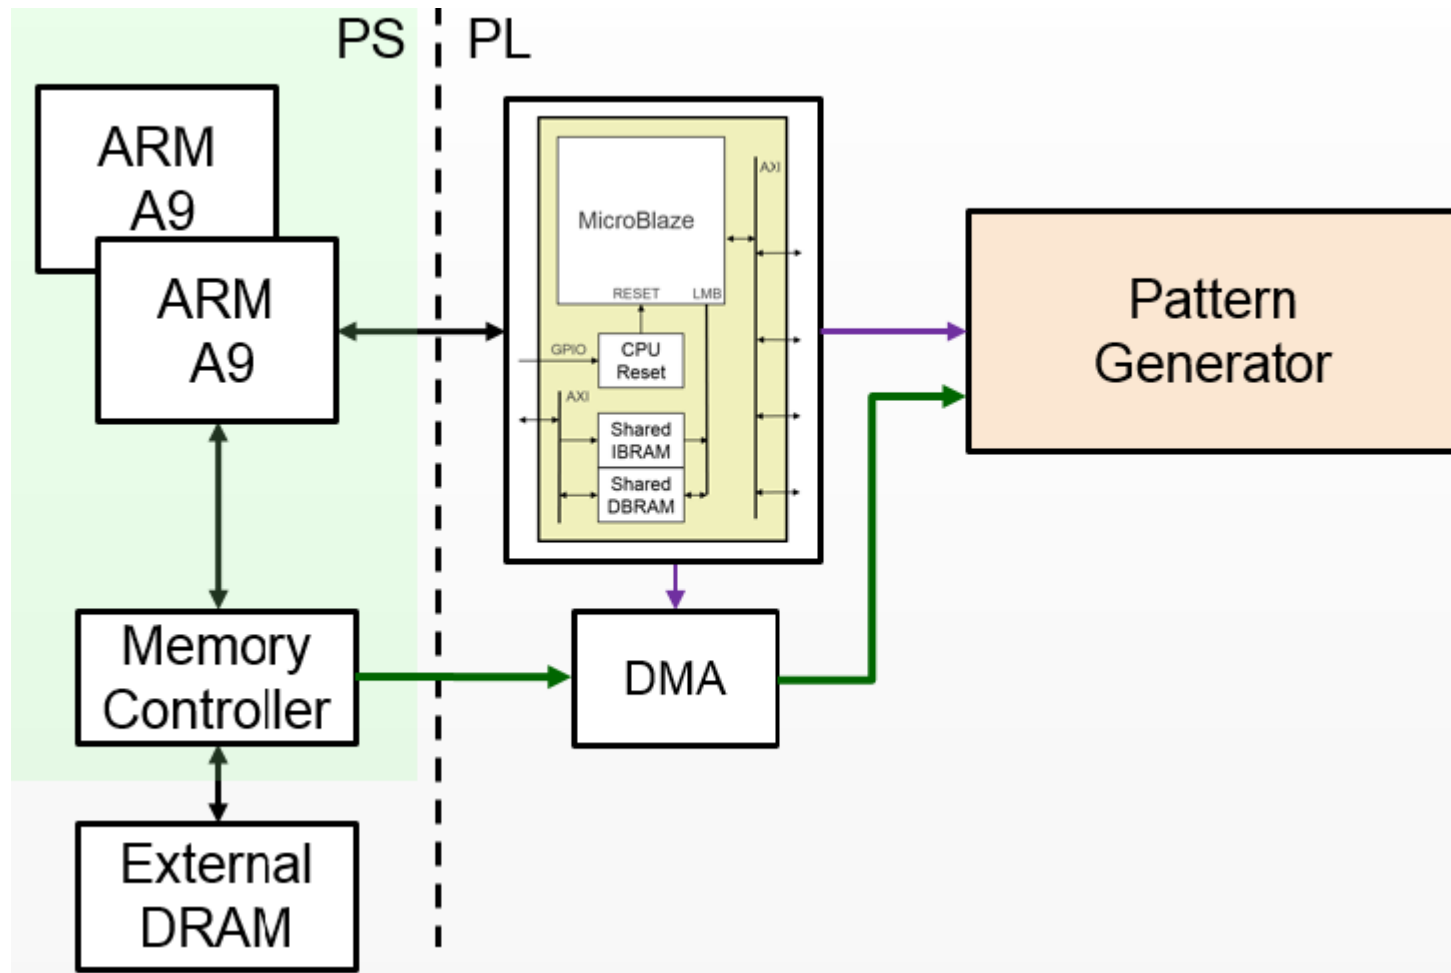 PS
PL
ARM
A9
ARM
A9
MicroBlaze
AXI
RESET
LMB
GPIO
CPU
Reset
AXI
Shared
IBRAM
Shared
DBRAM
Pattern
Generator
Memory
Controller
DMA
External
DRAM